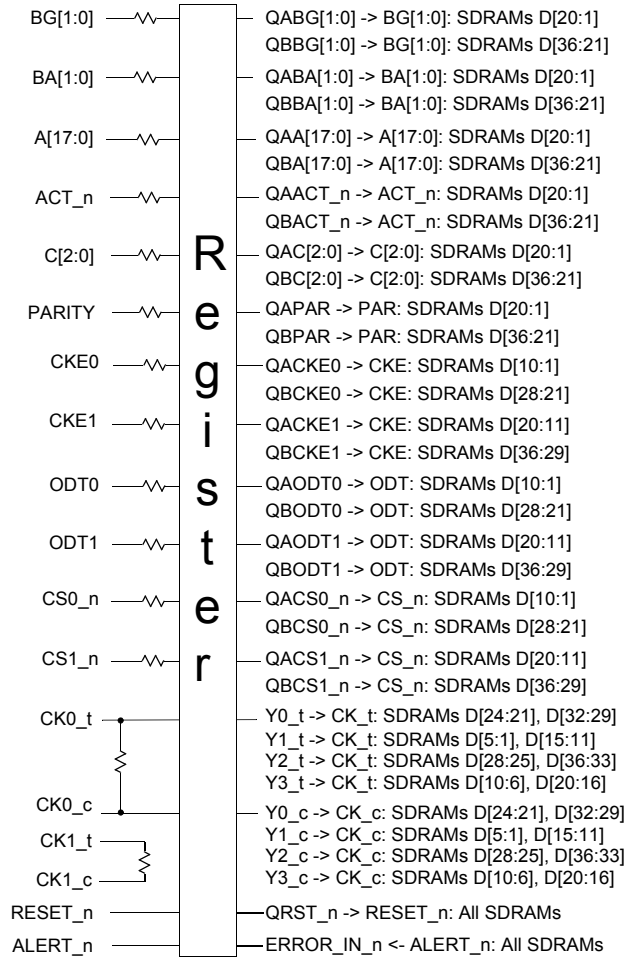 BG[1:0]
QABG[1:0] -> BG[1:0]: SDRAMs D[20:1]
QBBG[1:0] -> BG[1:0]: SDRAMs D[36:21]
BA[1:0]
QABA[1:0] -> BA[1:0]: SDRAMs D[20:1]
QBBA[1:0] -> BA[1:0]: SDRAMs D[36:21]
A[17:0]
QAA[17:0] -> A[17:0]: SDRAMs D[20:1]
QBA[17:0] -> A[17:0]: SDRAMs D[36:21]
ACT_n
QAACT_n -> ACT_n: SDRAMs D[20:1]
QBACT_n -> ACT_n: SDRAMs D[36:21]
C[2:0]
QAC[2:0] -> C[2:0]: SDRAMs D[20:1]
QBC[2:0] -> C[2:0]: SDRAMs D[36:21]
PARITY
QAPAR -> PAR: SDRAMs D[20:1]
QBPAR -> PAR: SDRAMs D[36:21]
CKE0
QACKE0 -> CKE: SDRAMs D[10:1]
QBCKE0 -> CKE: SDRAMs D[28:21]
CKE1
QACKE1 -> CKE: SDRAMs D[20:11]
QBCKE1 -> CKE: SDRAMs D[36:29]
ODT0
QAODT0 -> ODT: SDRAMs D[10:1]
QBODT0 -> ODT: SDRAMs D[28:21]
ODT1
QAODT1 -> ODT: SDRAMs D[20:11]
QBODT1 -> ODT: SDRAMs D[36:29]
CS0_n
QACS0_n -> CS_n: SDRAMs D[10:1]
QBCS0_n -> CS_n: SDRAMs D[28:21]
CS1_n
QACS1_n -> CS_n: SDRAMs D[20:11]
QBCS1_n -> CS_n: SDRAMs D[36:29]
CK0_t
Y0_t -> CK_t: SDRAMs D[24:21], D[32:29]
Y1_t -> CK_t: SDRAMs D[5:1], D[15:11]
Y2_t -> CK_t: SDRAMs D[28:25], D[36:33]
Y3_t -> CK_t: SDRAMs D[10:6], D[20:16]
CK0_c
Y0_c -> CK_c: SDRAMs D[24:21], D[32:29]
Y1_c -> CK_c: SDRAMs D[5:1], D[15:11]
Y2_c -> CK_c: SDRAMs D[28:25], D[36:33]
Y3_c -> CK_c: SDRAMs D[10:6], D[20:16]
CK1_t
CK1_c
RESET_n
QRST_n -> RESET_n: All SDRAMs
ALERT_n
ERROR_IN_n <- ALERT_n: All SDRAMs
Register